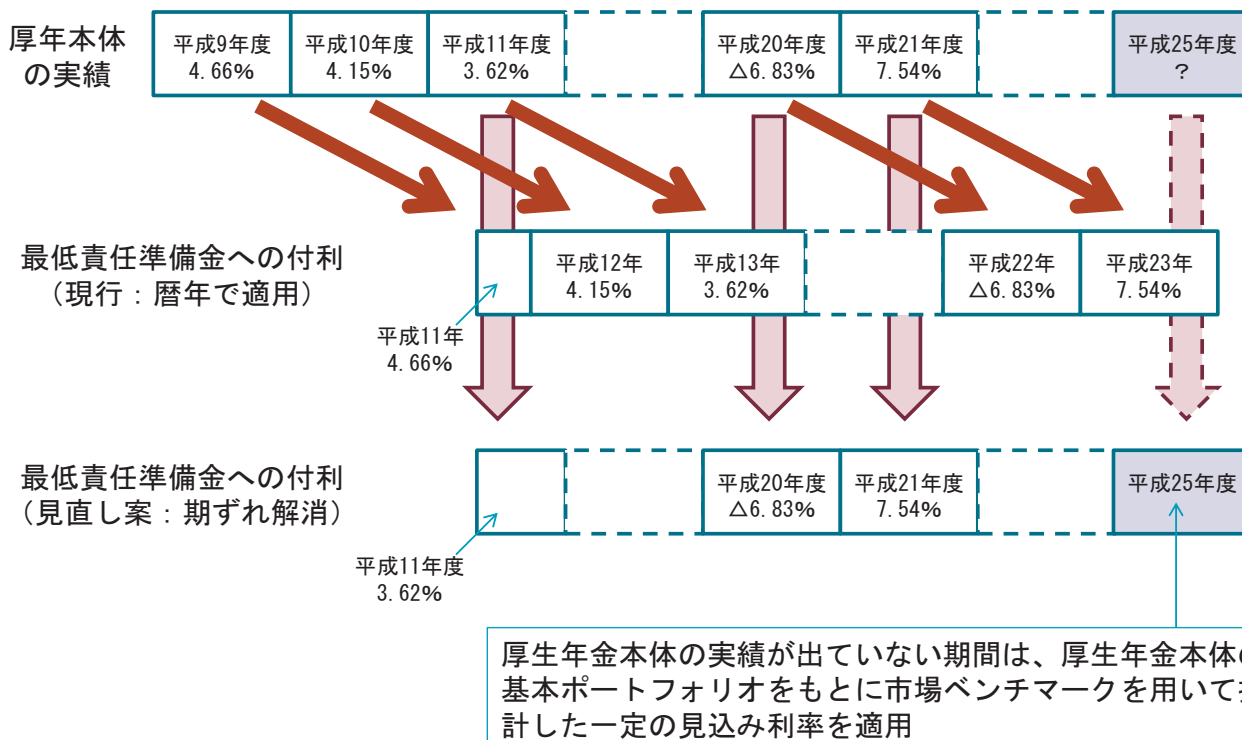 厚年本体
の実績
平成9年度
4.66%
平成10年度
4.15%
平成11年度
3.62%
平成20年度
△6.83%
平成21年度
7.54%
平成25年度
?
最低責任準備金への付利
(現行:暦年で適用)
平成11年
4.66%
平成12年
4.15%
平成13年
3.62%
平成22年
△6.83%
平成23年
7.54%
最低責任準備金への付利
(見直し案:期ずれ解消)
平成11年度
3.62%
平成20年度
△6.83%
平成21年度
7.54%
平成25年度
厚生年金本体の実績が出ていない期間は、厚生年金本体
基本ポートフォリオをもとに市場ベンチマークを用いて
計した一定の見込み利率を適用